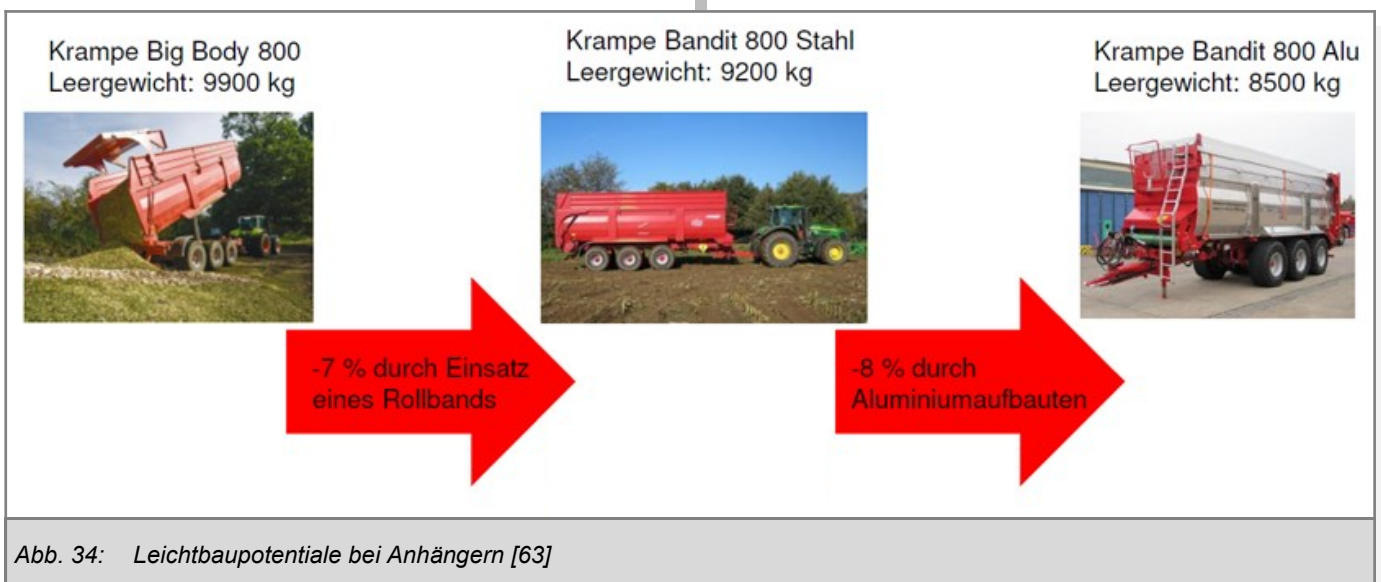 Krampe Big Body 800
Leergewicht: 9900 kg
Krampe Bandit 800 Stahl
Leergewicht: 9200 kg
Krampe Bandit 800 Alu
Leergewicht: 8500 kg
-7 % durch Einsatz
eines Rollbands
-8 % durch
Aluminiumaufbauten
Abb. 34: Leichtbaupotentiale bei Anhängern [63]